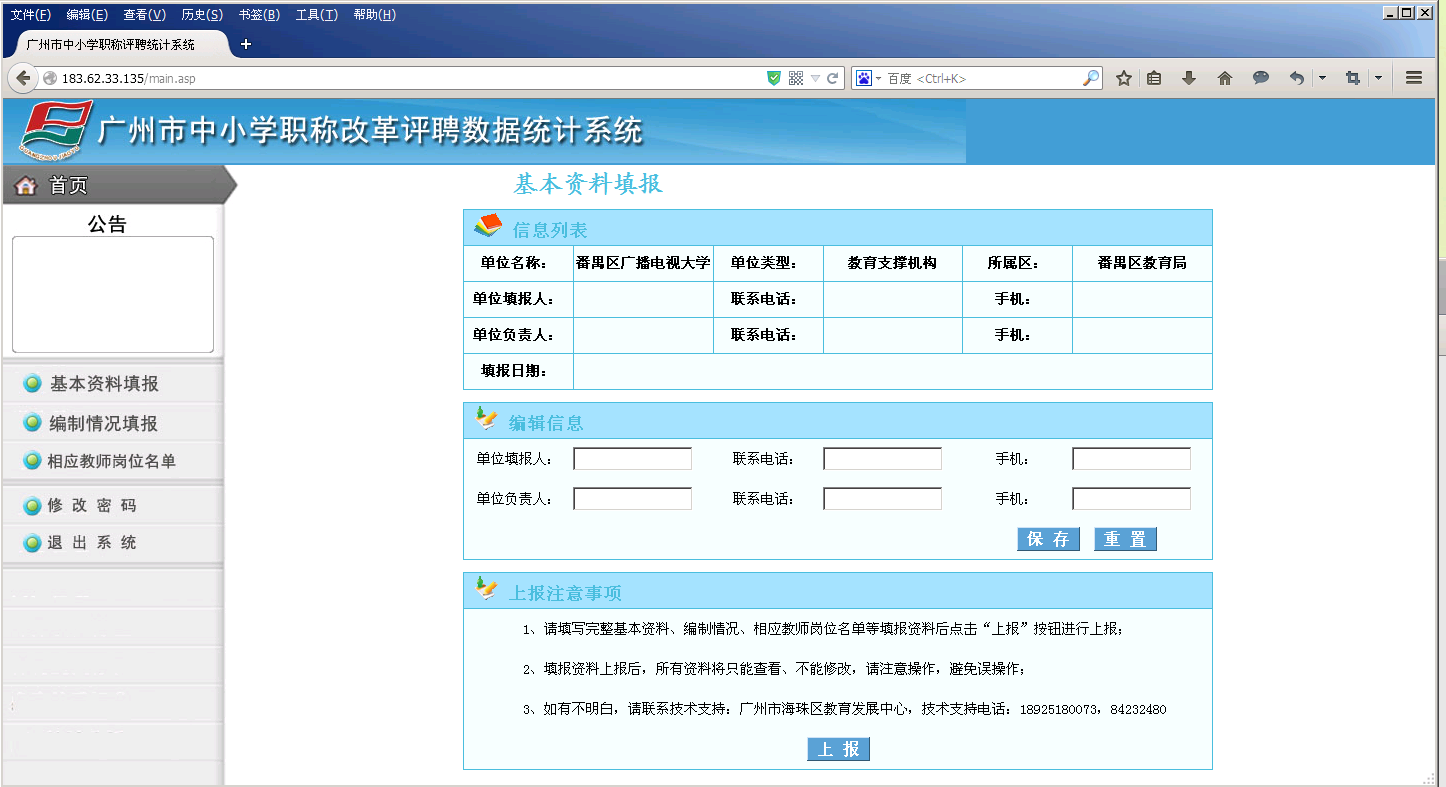 文件(F) 编辑(E) 查看(V) 历史(S) 书签(B) 工具(T) 帮助(H)
广州市中小学职称评聘统计系统
183.62.33.135/main.asp 百度 <Ctrl+K>
广州市中小学职称改革评聘数据统计系统
首页
公告
基本资料填报
编制情况填报
相应教师岗位名单
修 改 密 码
退 出 系 统
基本资料填报
信息列表
单位名称： 番禺区广播电视大学 单位类型： 教育支撑机构 所属区： 番禺区教育局
单位填报人： 联系电话： 手机：
单位负责人： 联系电话： 手机：
填报日期：
编辑信息
单位填报人： 联系电话： 手机：
单位负责人： 联系电话： 手机：
保 存 重 置
上报注意事项
1、请填写完整基本资料、编制情况、相应教师岗位名单等填报资料后点击“上报”按钮进行上报；
2、填报资料上报后，所有资料将只能查看、不能修改，请注意操作，避免误操作；
3、如有不明白，请联系技术支持：广州市海珠区教育发展中心，技术支持电话：18925180073，84232480
上 报